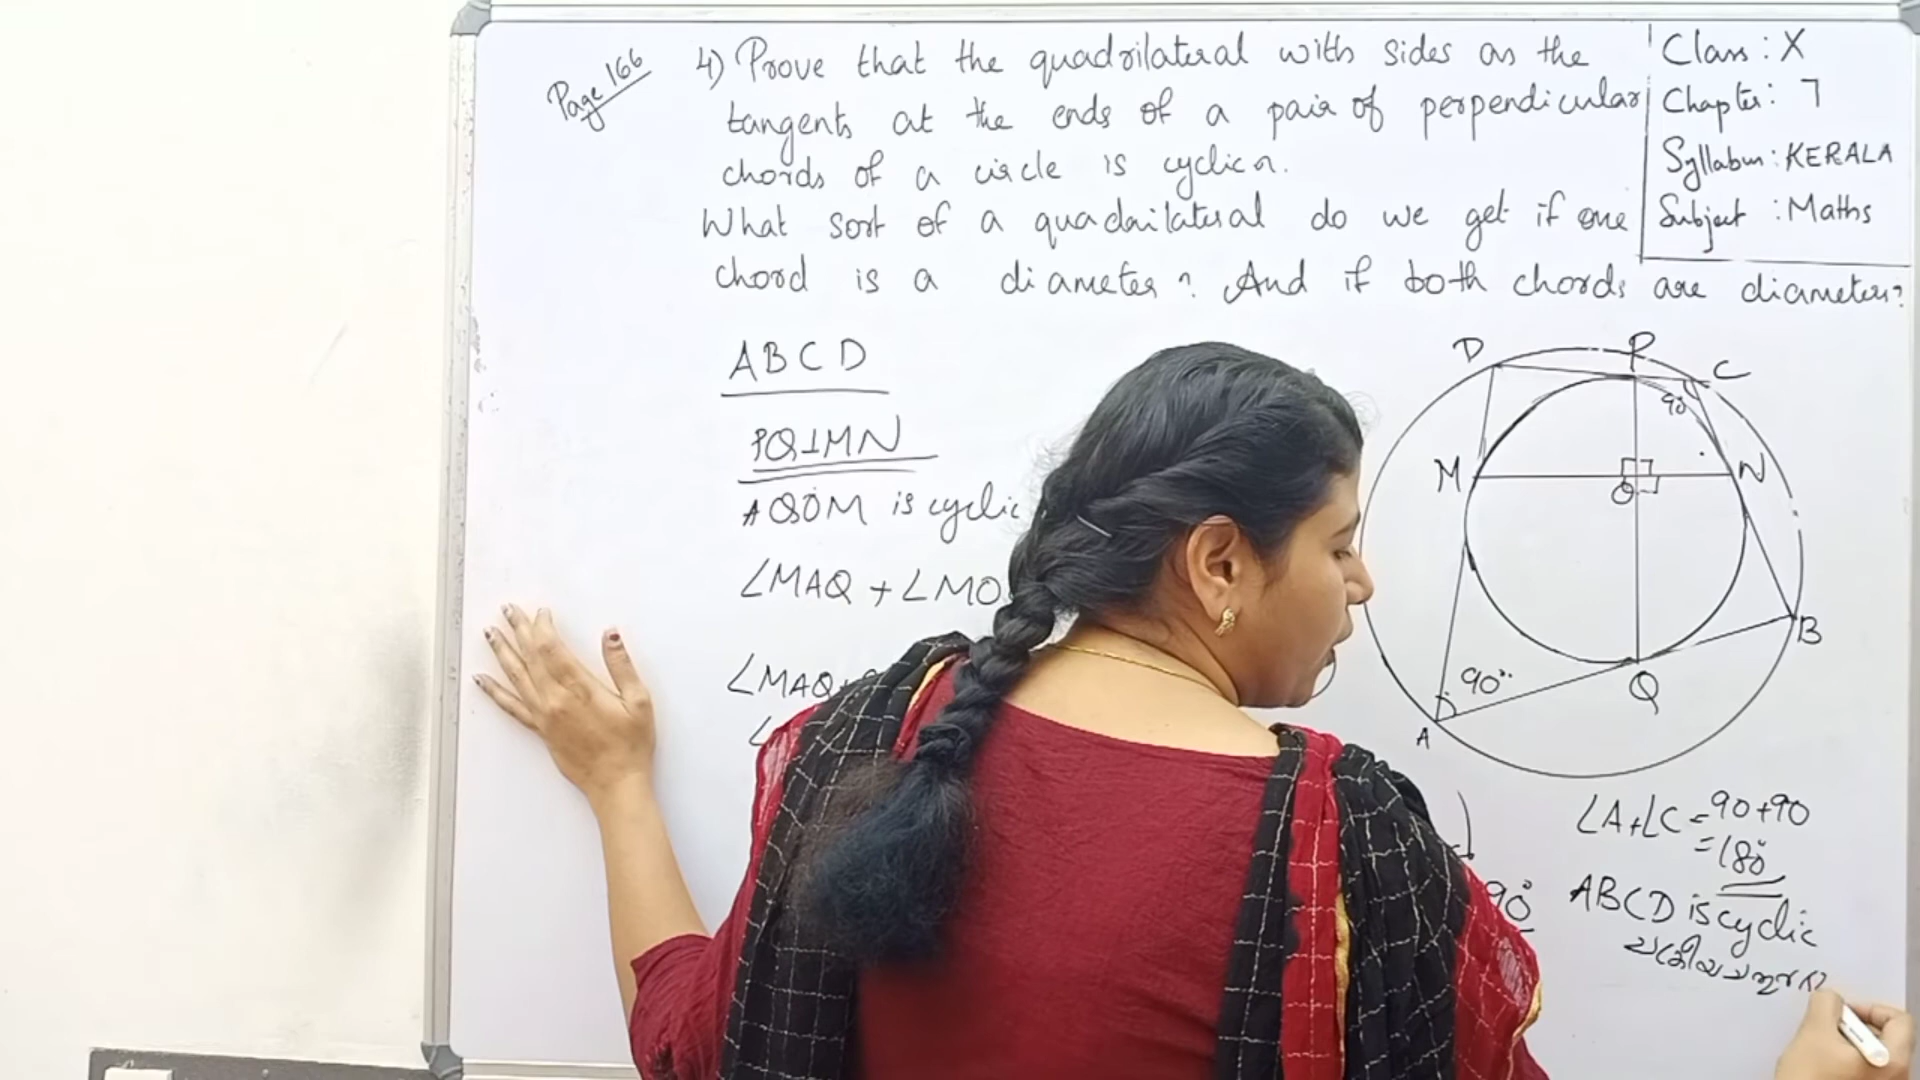 Page 166
4) Prove that the quadrilateral with sides as the
tangents at the ends of a pair of perpendicular
chords of a circle is cyclic.
What sort of a quadrilateral do we get if one
chord is a diameter? And if both chords are diameters?
Class : X
Chapter : 7
Syllabus : KERALA
Subject : Maths
ABCD
PQ⊥MN
AQOM is cyclic
∠MAQ + ∠MO
∠MAQ+
∠
D P C
90
M O N
B
90°
Q
A
∠A+∠C = 90+90
= 180°
90°
ABCD is cyclic